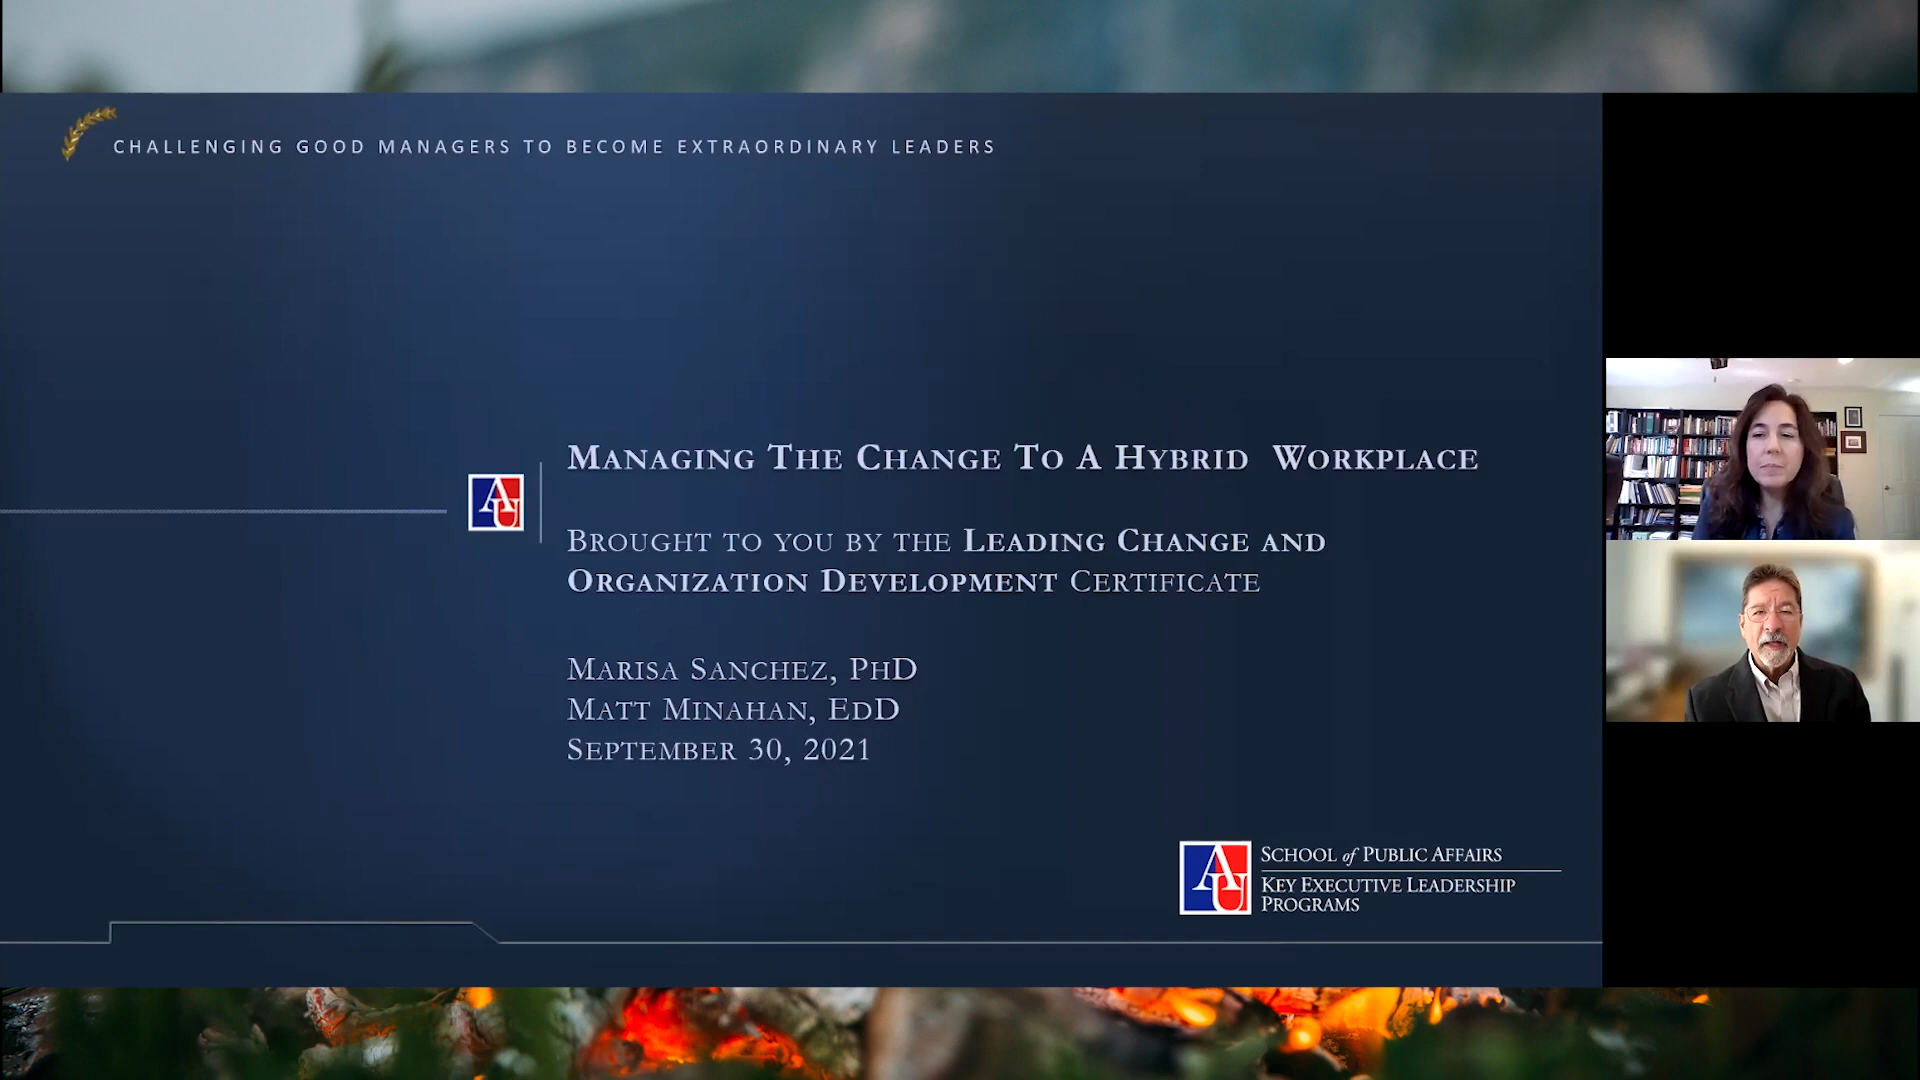 CHALLENGING GOOD MANAGERS TO BECOME EXTRAORDINARY LEADERS
MANAGING THE CHANGE TO A HYBRID WORKPLACE
AU
BROUGHT TO YOU BY THE LEADING CHANGE AND
ORGANIZATION DEVELOPMENT CERTIFICATE
MARISA SANCHEZ, PHD
MATT MINAHAN, EDD
SEPTEMBER 30, 2021
AU
SCHOOL of PUBLIC AFFAIRS
KEY EXECUTIVE LEADERSHIP
PROGRAMS